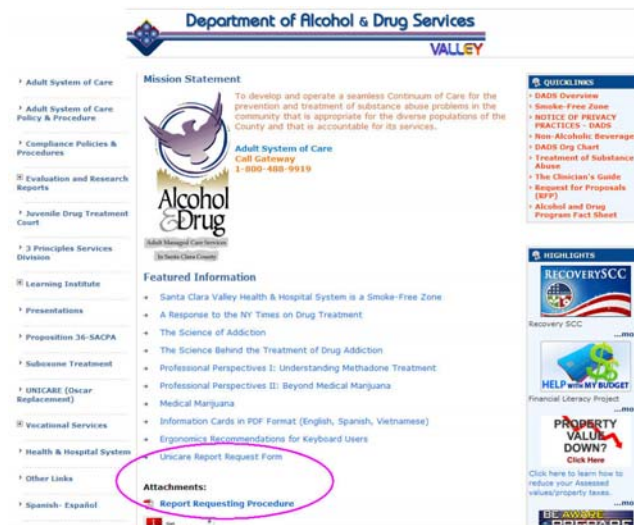 Department of Alcohol & Drug Services
VALLEY
Adult System of Care
Adult System of Care
Policy & Procedure
Compliance Policies &
Procedures
Evaluation and Research
Reports
Juvenile Drug Treatment
Court
3 Principles Services
Division
Learning Institute
Presentations
Proposition 36-SACPA
Suboxone Treatment
UNICARE (Oscar
Replacement)
Vocational Services
Health & Hospital System
Other Links
Spanish- Español
Mission Statement
To develop and operate a seamless Continuum of Care for the
prevention and treatment of substance abuse problems in the
community that is appropriate for the diverse populations of the
County and that is accountable for its services.
Adult System of Care
Call Gateway
1-800-488-9919
Alcohol
& Drug
Adult Managed Care Services
In Santa Clara County
Featured Information
Santa Clara Valley Health & Hospital System is a Smoke-Free Zone
A Response to the NY Times on Drug Treatment
The Science of Addiction
The Science Behind the Treatment of Drug Addiction
Professional Perspectives I: Understanding Methadone Treatment
Professional Perspectives II: Beyond Medical Marijuana
Medical Marijuana
Information Cards in PDF Format (English, Spanish, Vietnamese)
Ergonomics Recommendations for Keyboard Users
Unicare Report Request Form
Attachments:
Report Requesting Procedure
QUICKLINKS
DADS Overview
Smoke-Free Zone
NOTICE OF PRIVACY
PRACTICES - DADS
Non-Alcoholic Beverage
DADS Org Chart
Treatment of Substance
Abuse
The Clinician's Guide
Request for Proposals
(RFP)
Alcohol and Drug
Program Fact Sheet
HIGHLIGHTS
RECOVERYSCC
Recovery SCC
...mo
HELP WITH MY BUDGET
Financial Literacy Project
...mo
PROPERTY
VALUE
DOWN?
Click Here
Click here to learn how to
reduce your Assessed
values/property taxes.
...mo
BE AWARE